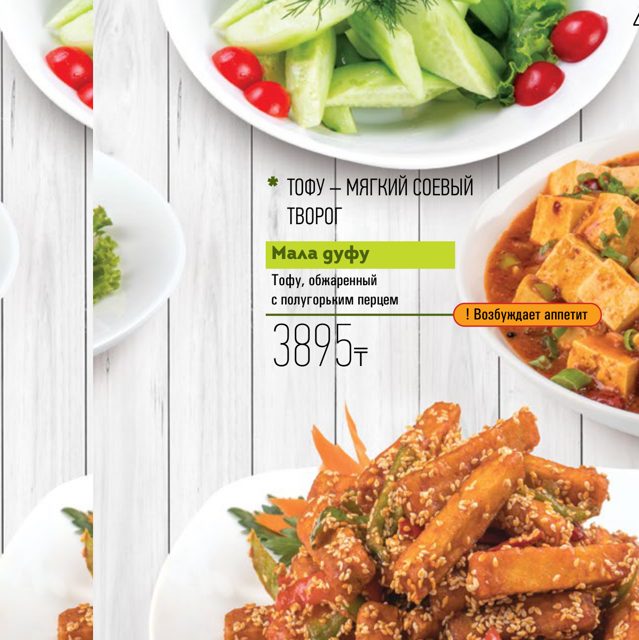 * ТОФУ – МЯГКИЙ СОЕВЫЙ
ТВОРОГ
Мала дуфу
Тофу, обжаренный
с полугорьким перцем
! Возбуждает аппетит
3895₸